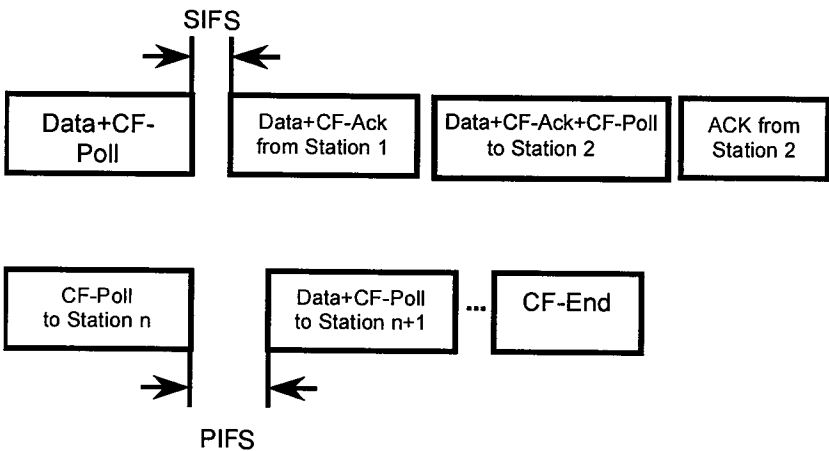 SIFS
Data+CF-
Poll
Data+CF-Ack
from Station 1
Data+CF-Ack+CF-Poll
to Station 2
ACK from
Station 2
CF-Poll
to Station n
Data+CF-Poll
to Station n+1
...
CF-End
PIFS